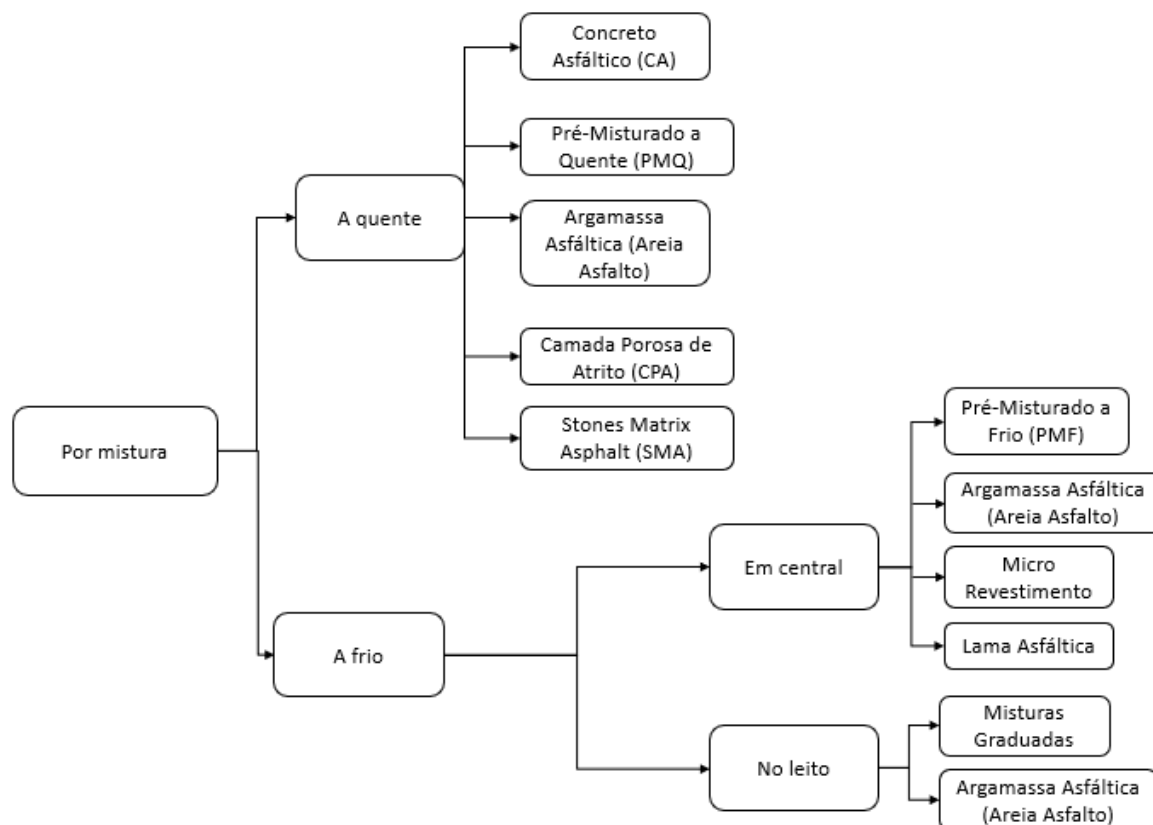 Concreto
Asfáltico (CA)
Pré-Misturado a
Quente (PMQ)
A quente
Argamassa
Asfáltica (Areia
Asfalto)
Camada Porosa de
Atrito (CPA)
Stones Matrix
Asphalt (SMA)
Por mistura
Pré-Misturado a
Frio (PMF)
Argamassa Asfáltica
(Areia Asfalto)
Em central
Micro
Revestimento
Lama Asfáltica
A frio
Misturas
Graduadas
No leito
Argamassa Asfáltica
(Areia Asfalto)